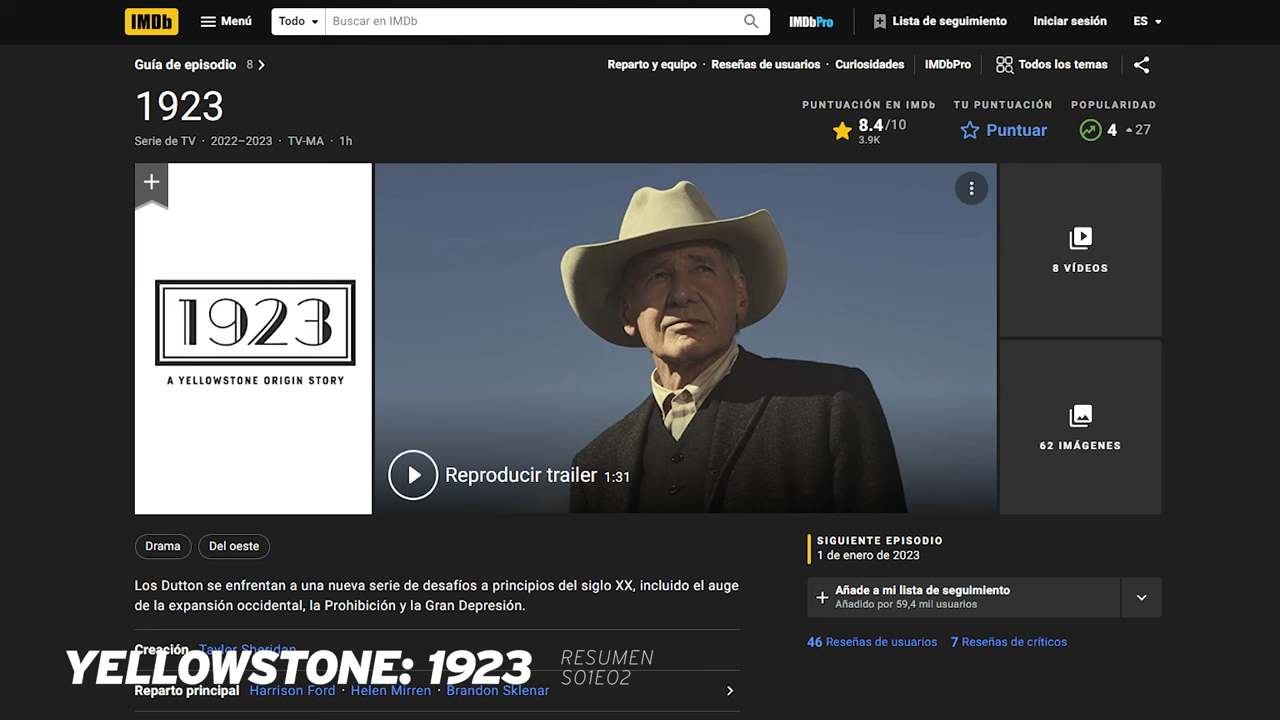 IMDb
Menú
Todo
Buscar en IMDb
IMDbPro
Lista de seguimiento
Iniciar sesión
ES
Guía de episodio 8
Reparto y equipo · Reseñas de usuarios · Curiosidades
IMDbPro
Todos los temas
1923
Serie de TV · 2022–2023 · TV-MA · 1h
PUNTUACIÓN EN IMDb
8.4/10
3.9K
TU PUNTUACIÓN
Puntuar
POPULARIDAD
4
27
1923
A YELLOWSTONE ORIGIN STORY
Reproducir trailer 1:31
8 VÍDEOS
62 IMÁGENES
Drama
Del oeste
Los Dutton se enfrentan a una nueva serie de desafíos a principios del siglo XX, incluido el auge
de la expansión occidental, la Prohibición y la Gran Depresión.
SIGUIENTE EPISODIO
1 de enero de 2023
Añade a mi lista de seguimiento
Añadido por 59,4 mil usuarios
46 Reseñas de usuarios
7 Reseñas de críticos
Creación Taylor Sheridan
YELLOWSTONE: 1923
RESUMEN
S01E02
Reparto principal Harrison Ford · Helen Mirren · Brandon Sklenar